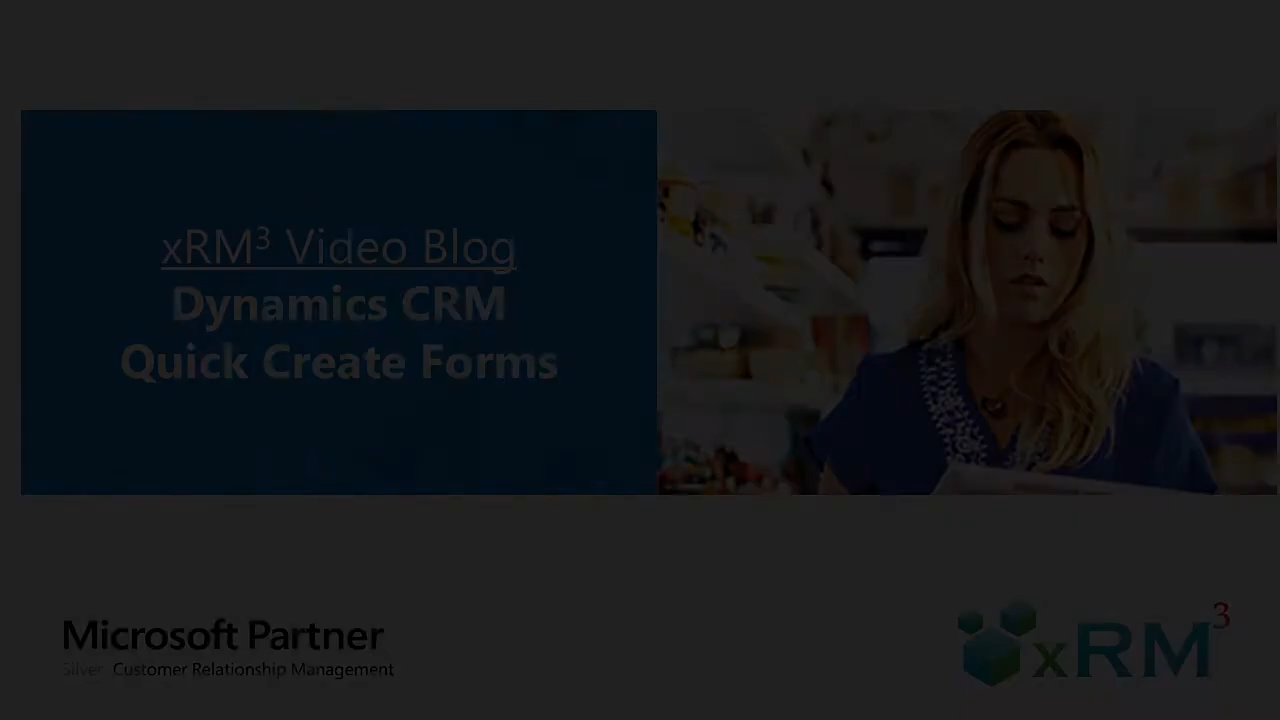 xRM³ Video Blog
Dynamics CRM
Quick Create Forms
Microsoft Partner
Silver Customer Relationship Management
xRM³